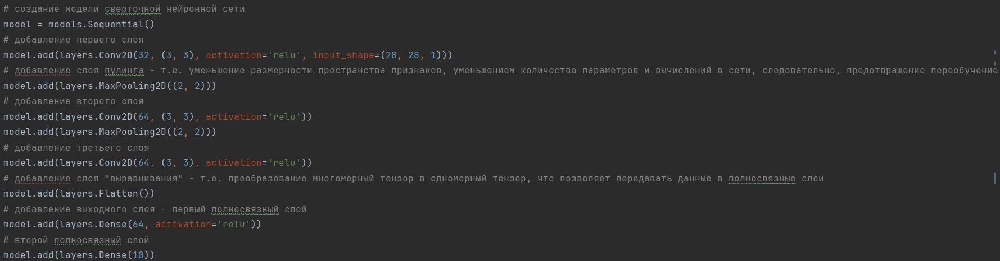 # создание модели сверточной нейронной сети
model = models.Sequential()
# добавление первого слоя
model.add(layers.Conv2D(32, (3, 3), activation='relu', input_shape=(28, 28, 1)))
# добавление слоя пулинга - т.е. уменьшение размерности пространства признаков, уменьшением количество параметров и вычислений в сети, следовательно, предотвращение переобучение
model.add(layers.MaxPooling2D((2, 2)))
# добавление второго слоя
model.add(layers.Conv2D(64, (3, 3), activation='relu'))
model.add(layers.MaxPooling2D((2, 2)))
# добавление третьего слоя
model.add(layers.Conv2D(64, (3, 3), activation='relu'))
# добавление слоя “выравнивания” - т.е. преобразование многомерный тензор в одномерный тензор, что позволяет передавать данные в полносвязные слои
model.add(layers.Flatten())
# добавление выходного слоя - первый полносвязный слой
model.add(layers.Dense(64, activation='relu'))
# второй полносвязный слой
model.add(layers.Dense(10))